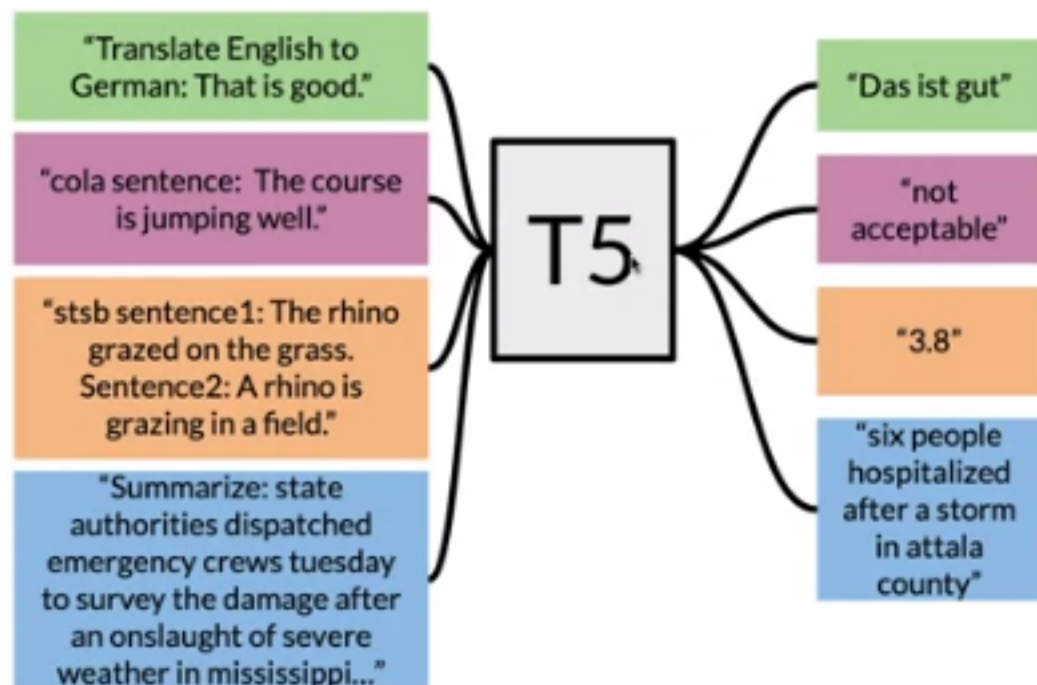 “Translate English to
German: That is good.”
“cola sentence:  The course
is jumping well.”
“stsb sentence1: The rhino
grazed on the grass.
Sentence2: A rhino is
grazing in a field.”
“Summarize: state
authorities dispatched
emergency crews tuesday
to survey the damage after
an onslaught of severe
weather in mississippi...”
T5
“Das ist gut”
“not
acceptable”
“3.8”
“six people
hospitalized
after a storm
in attala
county”